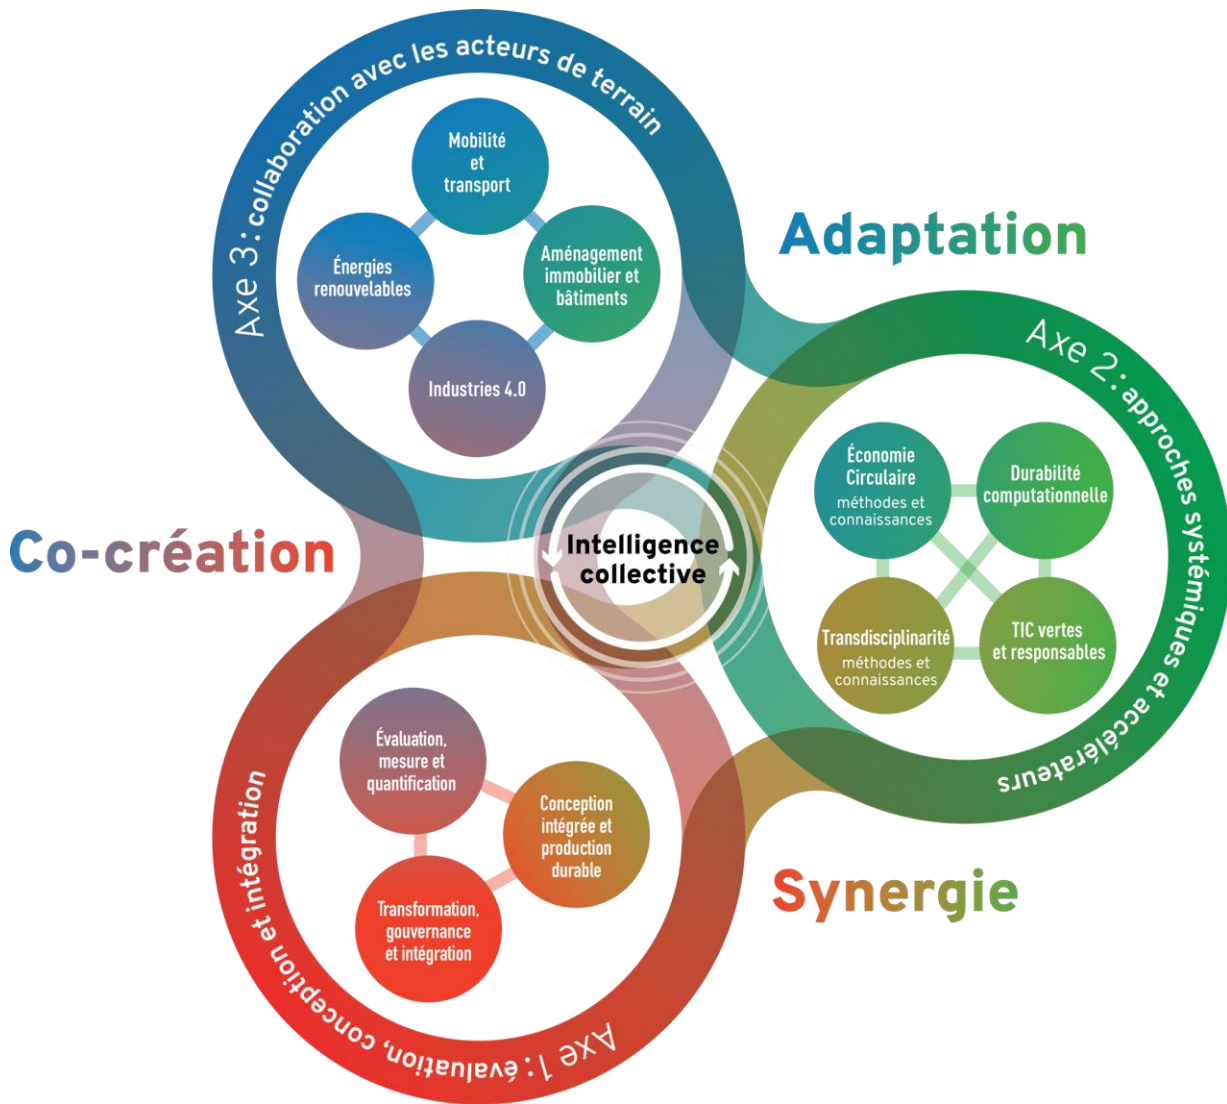 Axe 3: collaboration avec les acteurs de terrain
Mobilité
et
transport
Énergies
renouvelables
Aménagement
immobilier et
bâtiments
Industries 4.0
Adaptation
Axe 2: approches systémiques et accélérateurs
Économie
Circulaire
méthodes et
connaissances
Durabilité
computationnelle
Transdisciplinarité
méthodes et
connaissances
TIC vertes
et responsables
Co-création
Intelligence
collective
Synergie
Axe 1: évaluation, conception et intégration
Évaluation,
mesure et
quantification
Conception
intégrée et
production
durable
Transformation,
gouvernance
et intégration